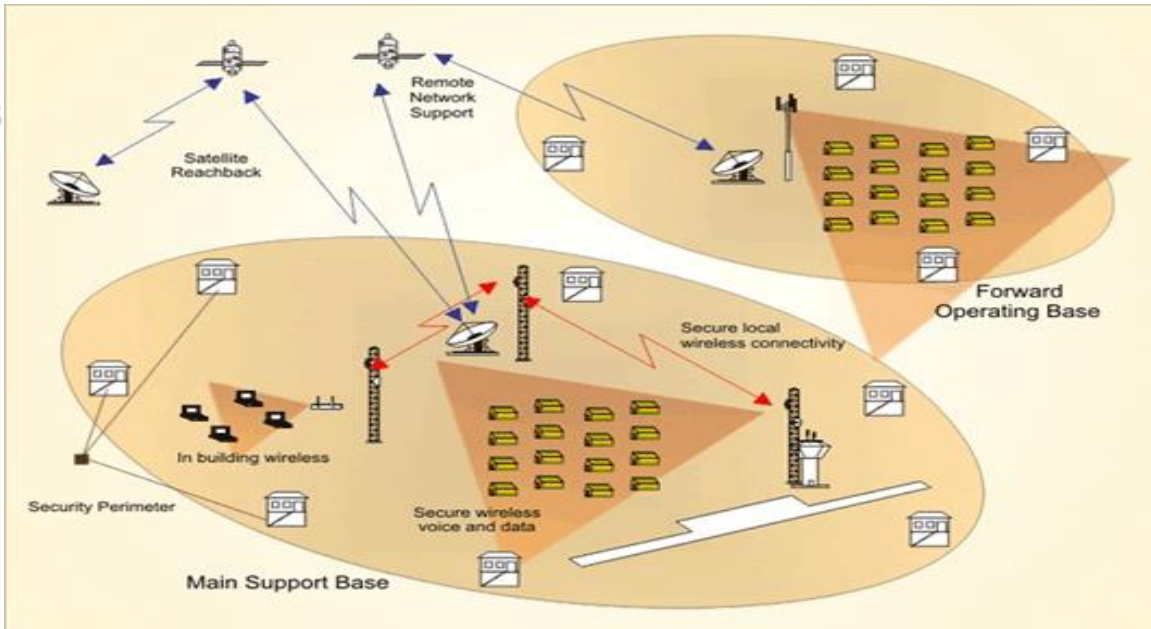 Remote
Network
Support
Satellite
Reachback
Forward
Operating Base
Secure local
wireless connectivity
In building wireless
Security Perimeter
Secure wireless
voice and data
Main Support Base